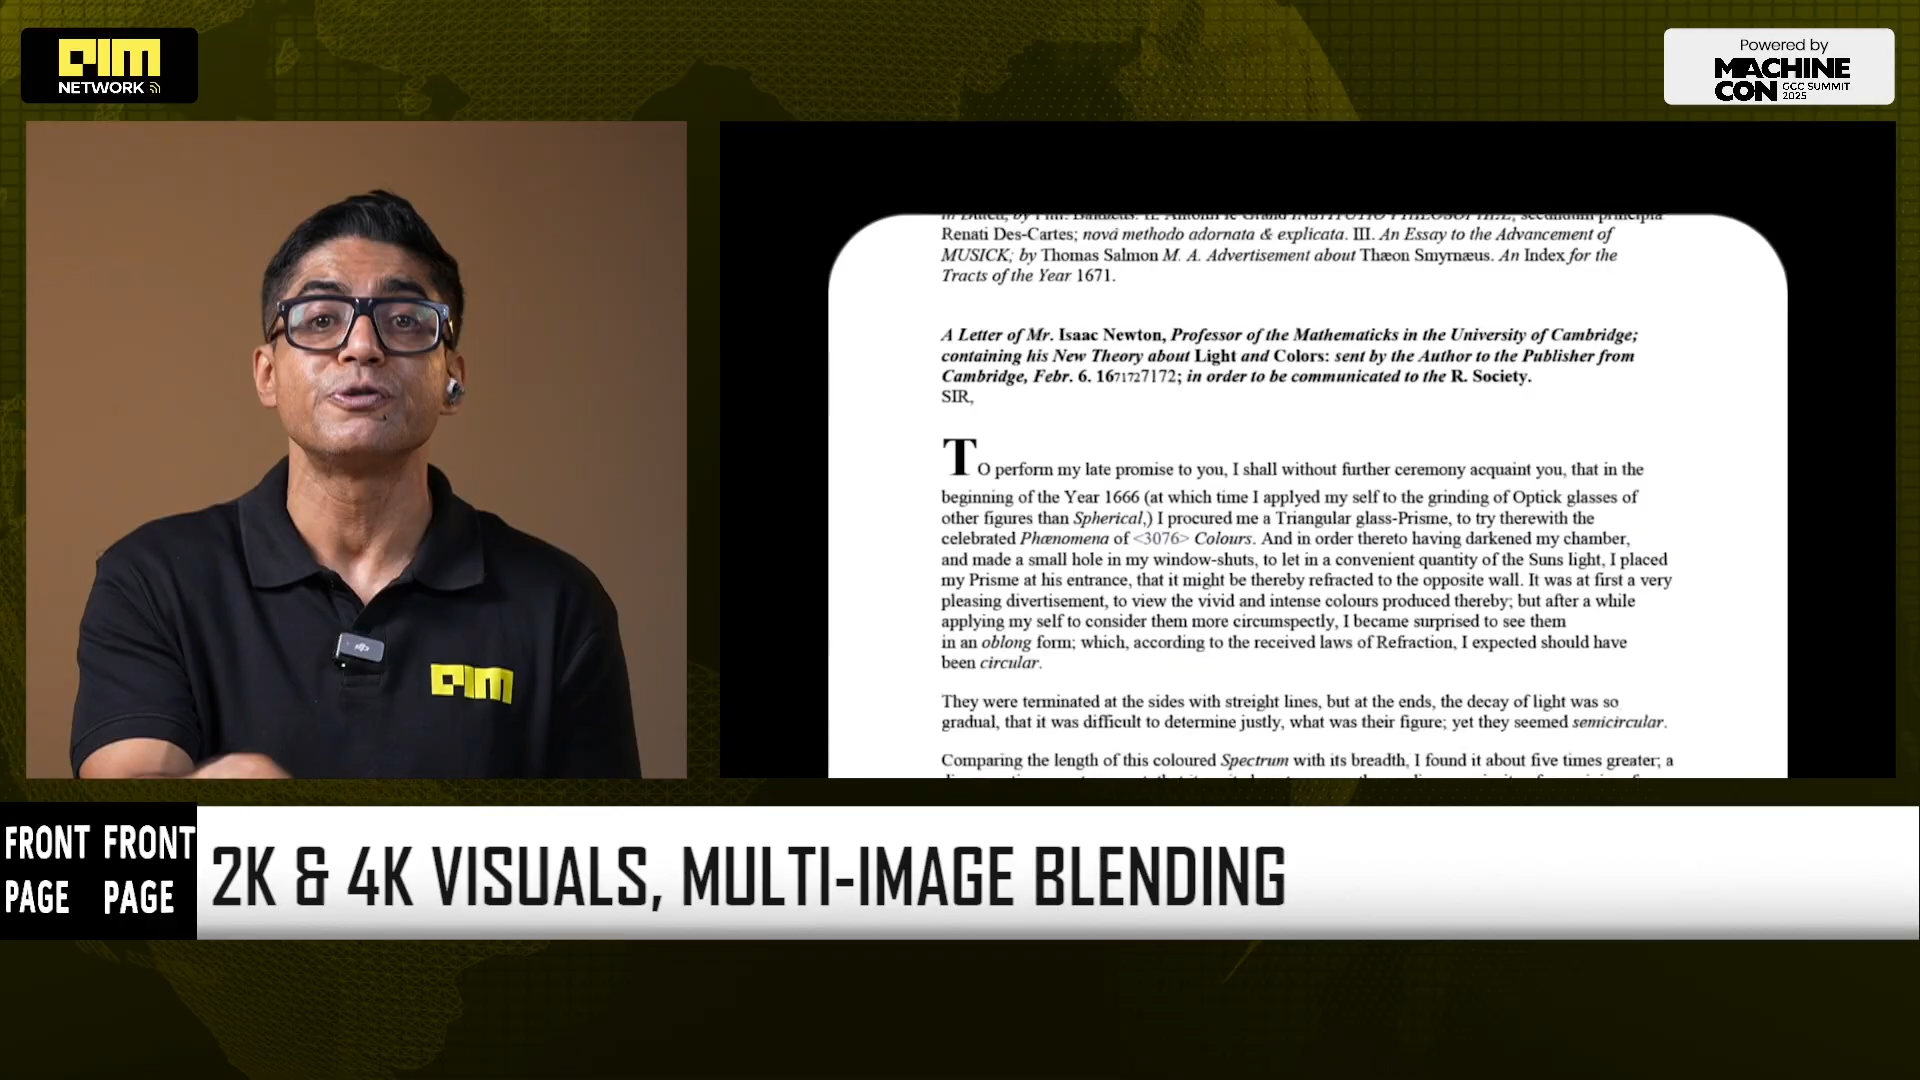 AIM
NETWORK
Powered by
MACHINE
CON GCC SUMMIT
2025
AIM
Renati Des-Cartes; novâ methodo adornata & explicata. III. An Essay to the Advancement of
MUSICK; by Thomas Salmon M. A. Advertisement about Thæon Smyrnæus. An Index for the
Tracts of the Year 1671.
A Letter of Mr. Isaac Newton, Professor of the Mathematicks in the University of Cambridge;
containing his New Theory about Light and Colors: sent by the Author to the Publisher from
Cambridge, Febr. 6. 1671727172; in order to be communicated to the R. Society.
SIR,
TO perform my late promise to you, I shall without further ceremony acquaint you, that in the
beginning of the Year 1666 (at which time I applyed my self to the grinding of Optick glasses of
other figures than Spherical,) I procured me a Triangular glass-Prisme, to try therewith the
celebrated Phænomena of <3076> Colours. And in order thereto having darkened my chamber,
and made a small hole in my window-shuts, to let in a convenient quantity of the Suns light, I placed
my Prisme at his entrance, that it might be thereby refracted to the opposite wall. It was at first a very
pleasing divertisement, to view the vivid and intense colours produced thereby; but after a while
applying my self to consider them more circumspectly, I became surprised to see them
in an oblong form; which, according to the received laws of Refraction, I expected should have
been circular.
They were terminated at the sides with streight lines, but at the ends, the decay of light was so
gradual, that it was difficult to determine justly, what was their figure; yet they seemed semicircular.
Comparing the length of this coloured Spectrum with its breadth, I found it about five times greater; a
FRONT FRONT
PAGE PAGE
2K & 4K VISUALS, MULTI-IMAGE BLENDING